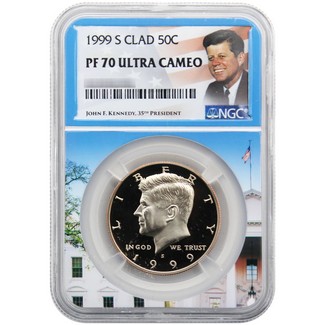 1999 S CLAD 50C
PF 70 ULTRA CAMEO
JOHN F. KENNEDY, 35TH PRESIDENT
NGC
LIBERTY
IN GOD WE TRUST
S
1999